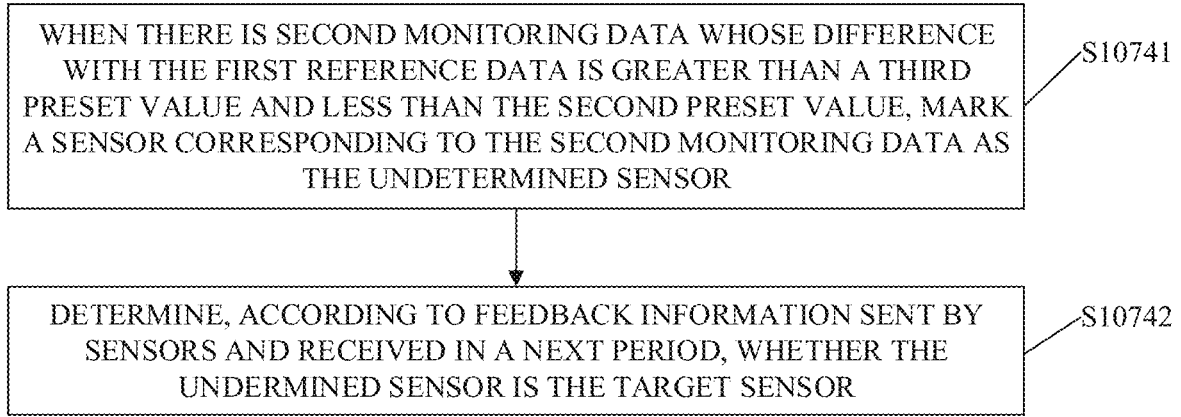 WHEN THERE IS SECOND MONITORING DATA WHOSE DIFFERENCE
WITH THE FIRST REFERENCE DATA IS GREATER THAN A THIRD
PRESET VALUE AND LESS THAN THE SECOND PRESET VALUE, MARK
A SENSOR CORRESPONDING TO THE SECOND MONITORING DATA AS
THE UNDETERMINED SENSOR
S10741
DETERMINE, ACCORDING TO FEEDBACK INFORMATION SENT BY
SENSORS AND RECEIVED IN A NEXT PERIOD, WHETHER THE
UNDERMINED SENSOR IS THE TARGET SENSOR
S10742